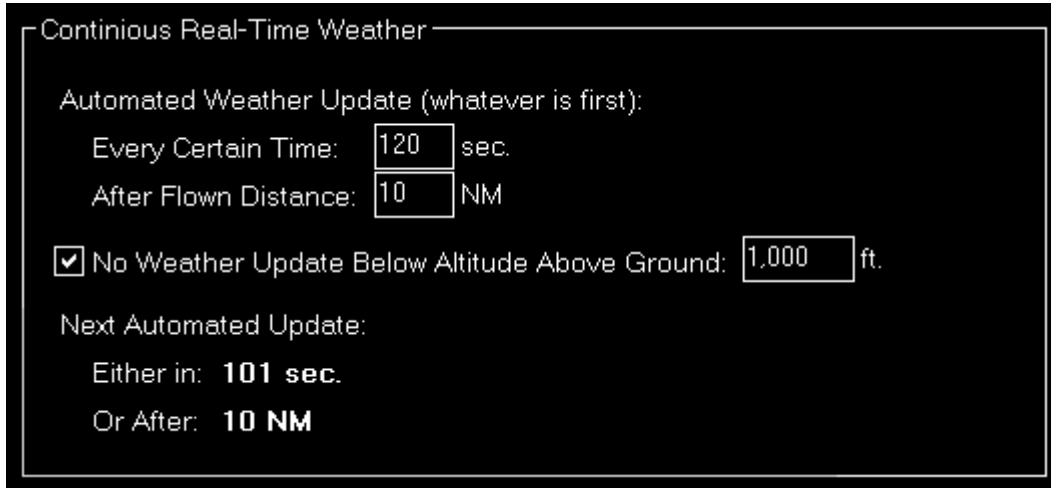 Continious Real-Time Weather
Automated Weather Update (whatever is first):
Every Certain Time: 120 sec.
After Flown Distance: 10 NM
No Weather Update Below Altitude Above Ground: 1,000 ft.
Next Automated Update:
Either in: 101 sec.
Or After: 10 NM